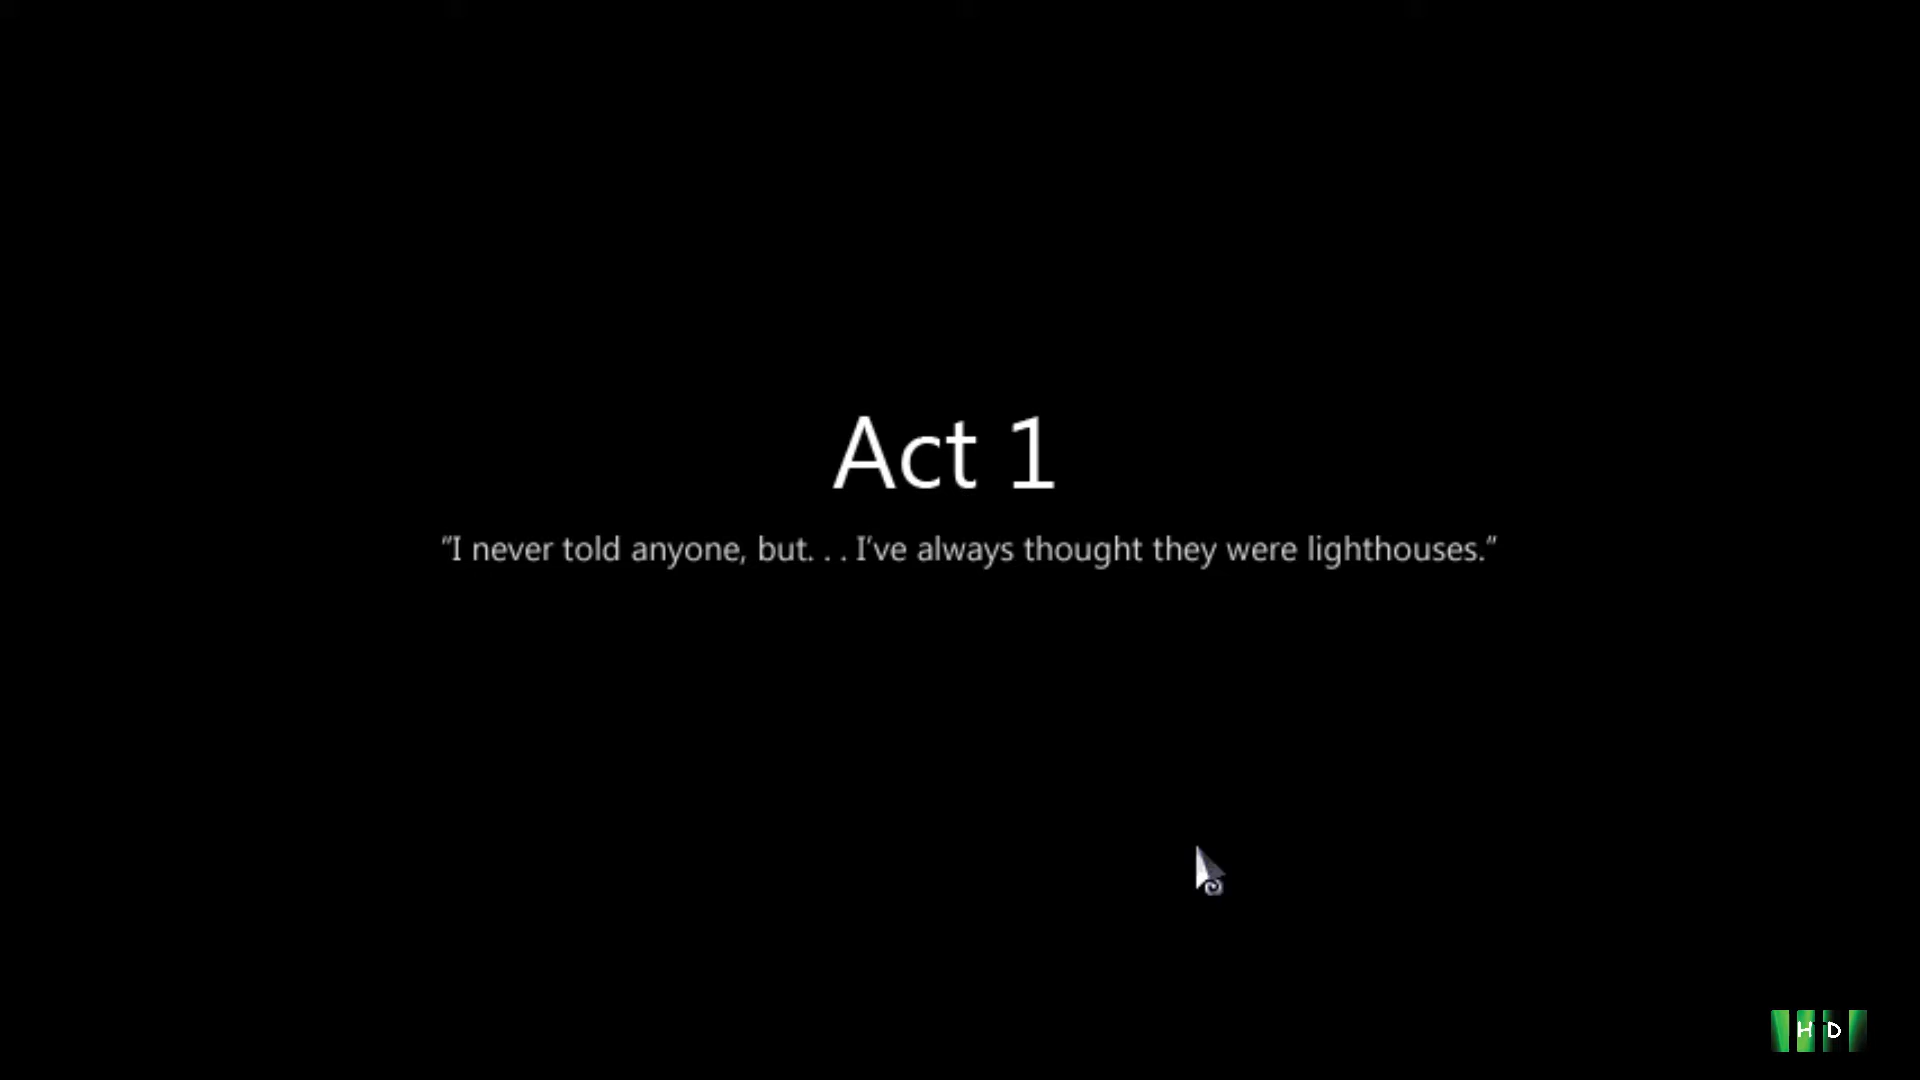 Act 1
"I never told anyone, but. . . I've always thought they were lighthouses."
H D